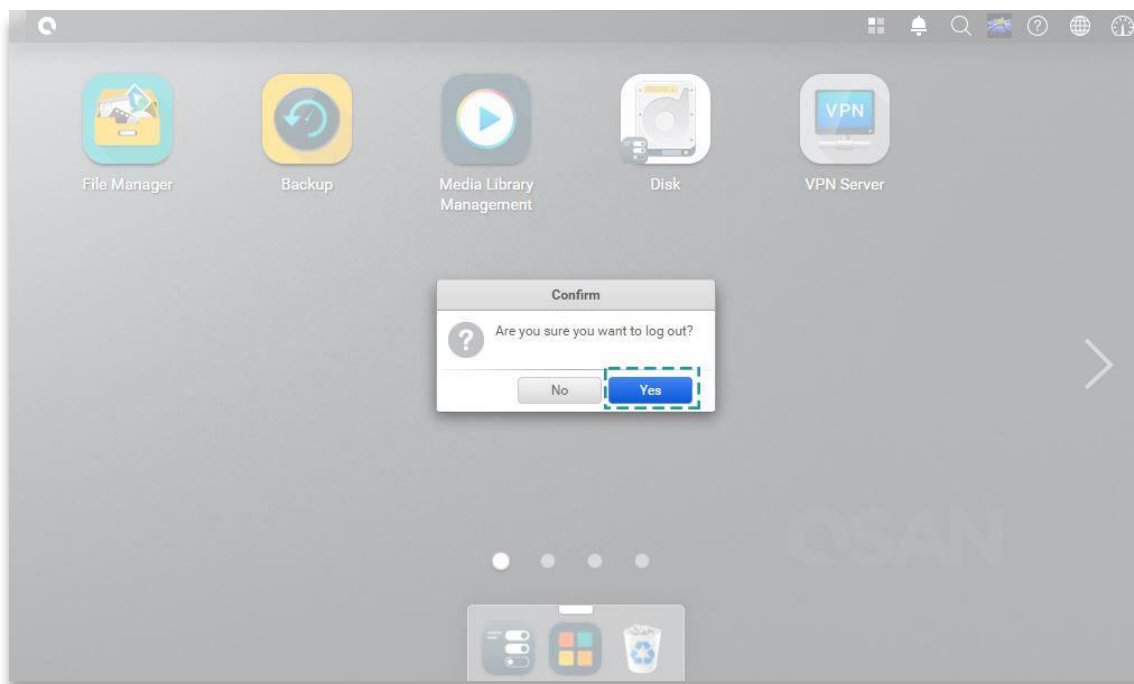 VPN
File Manager
Backup
Media Library
Management
Disk
VPN Server
Confirm
Are you sure you want to log out?
No
Yes
QSAN